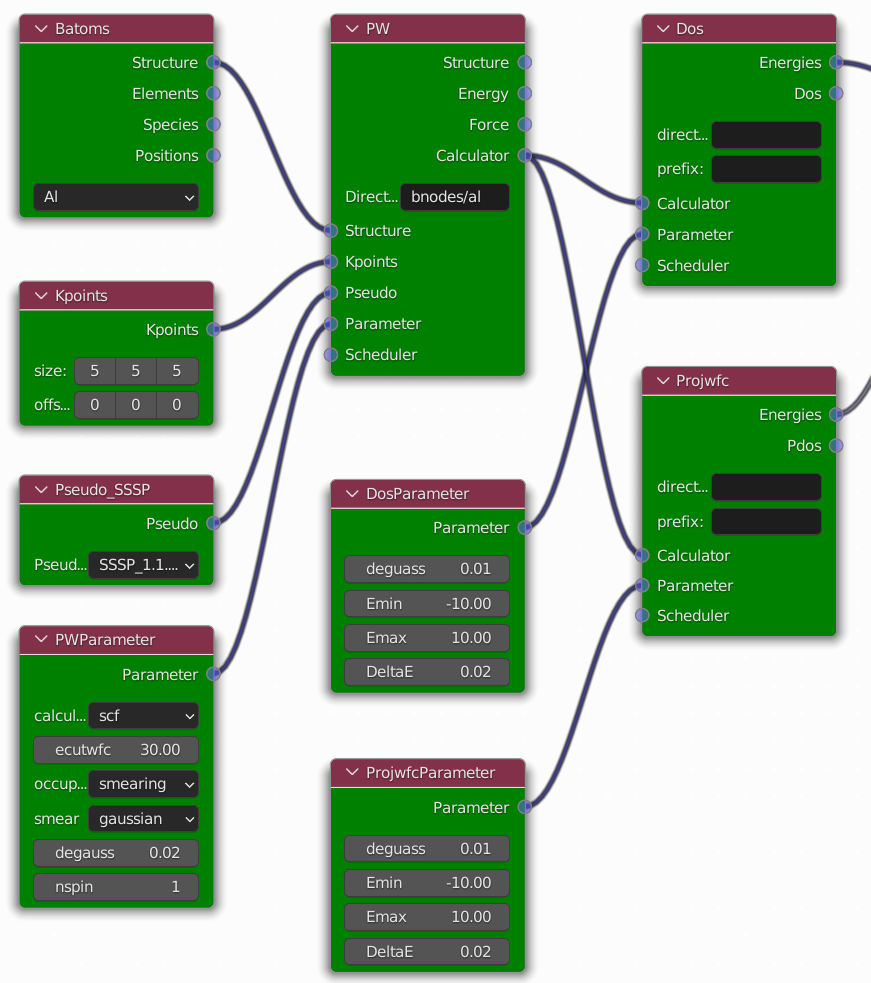 Batoms
Structure
Elements
Species
Positions
Al
Kpoints
Kpoints
size: 5 5 5
offs... 0 0 0
Pseudo_SSSP
Pseudo
Pseud... SSSP_1.1....
PWParameter
Parameter
calcul... scf
ecutwfc 30.00
occup... smearing
smear gaussian
degauss 0.02
nspin 1
PW
Structure
Energy
Force
Calculator
Direct... bnodes/al
Structure
Kpoints
Pseudo
Parameter
Scheduler
DosParameter
Parameter
deguass 0.01
Emin -10.00
Emax 10.00
DeltaE 0.02
ProjwfcParameter
Parameter
deguass 0.01
Emin -10.00
Emax 10.00
DeltaE 0.02
Dos
Energies
Dos
direct...
prefix:
Calculator
Parameter
Scheduler
Projwfc
Energies
Pdos
direct...
prefix:
Calculator
Parameter
Scheduler